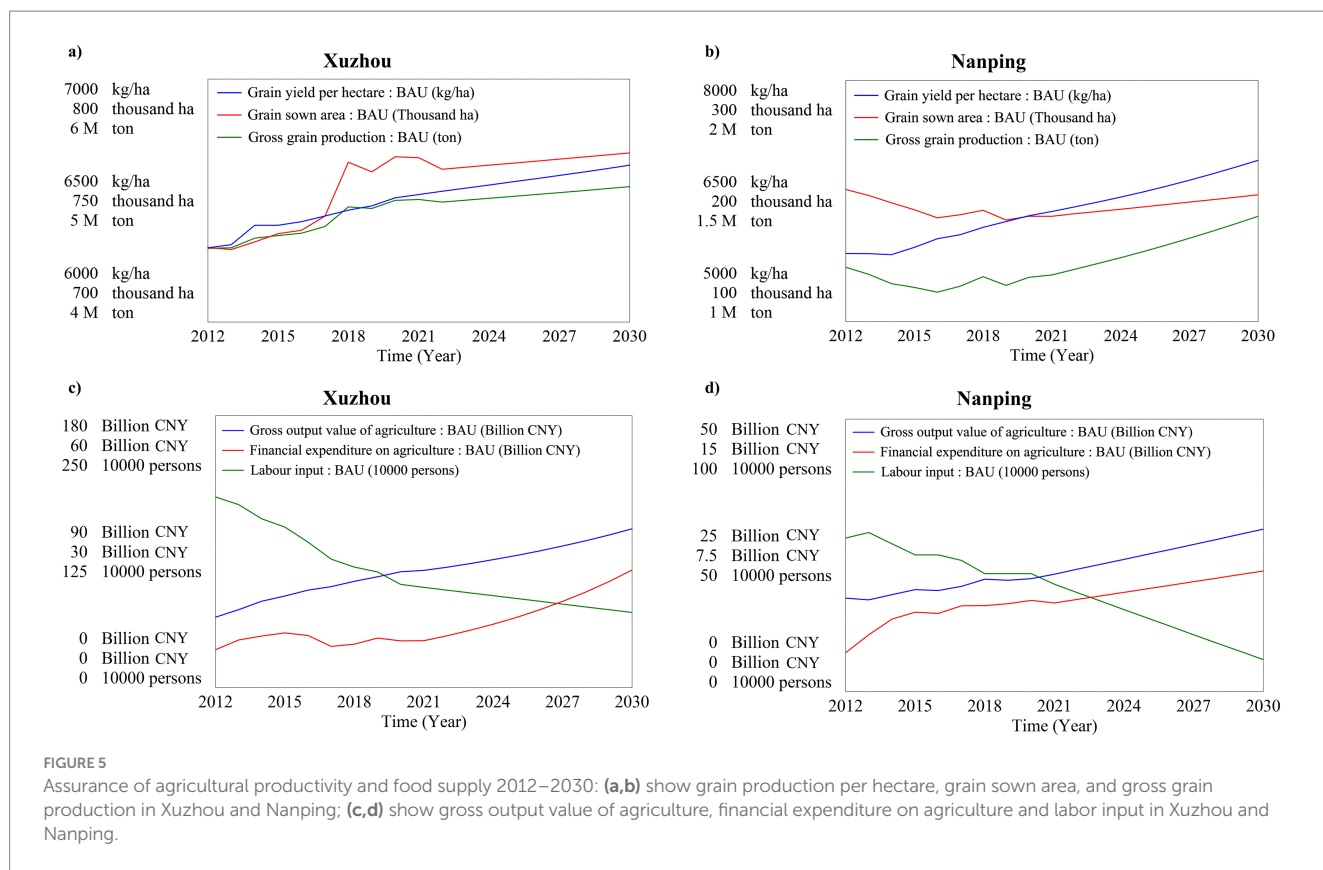 a)
Xuzhou
7000 kg/ha
800 thousand ha
6 M ton
6500 kg/ha
750 thousand ha
5 M ton
6000 kg/ha
700 thousand ha
4 M ton
Grain yield per hectare : BAU (kg/ha)
Grain sown area : BAU (Thousand ha)
Gross grain production : BAU (ton)
2012 2015 2018 2021 2024 2027 2030
Time (Year)
b)
Nanping
8000 kg/ha
300 thousand ha
2 M ton
6500 kg/ha
200 thousand ha
1.5 M ton
5000 kg/ha
100 thousand ha
1 M ton
Grain yield per hectare : BAU (kg/ha)
Grain sown area : BAU (Thousand ha)
Gross grain production : BAU (ton)
2012 2015 2018 2021 2024 2027 2030
Time (Year)
c)
Xuzhou
180 Billion CNY
60 Billion CNY
250 10000 persons
90 Billion CNY
30 Billion CNY
125 10000 persons
0 Billion CNY
0 Billion CNY
0 10000 persons
Gross output value of agriculture : BAU (Billion CNY)
Financial expenditure on agriculture : BAU (Billion CNY)
Labour input : BAU (10000 persons)
2012 2015 2018 2021 2024 2027 2030
Time (Year)
d)
Nanping
50 Billion CNY
15 Billion CNY
100 10000 persons
25 Billion CNY
7.5 Billion CNY
50 10000 persons
0 Billion CNY
0 Billion CNY
0 10000 persons
Gross output value of agriculture : BAU (Billion CNY)
Financial expenditure on agriculture : BAU (Billion CNY)
Labour input : BAU (10000 persons)
2012 2015 2018 2021 2024 2027 2030
Time (Year)
FIGURE 5
Assurance of agricultural productivity and food supply 2012–2030: (a,b) show grain production per hectare, grain sown area, and gross grain
production in Xuzhou and Nanping; (c,d) show gross output value of agriculture, financial expenditure on agriculture and labor input in Xuzhou and
Nanping.